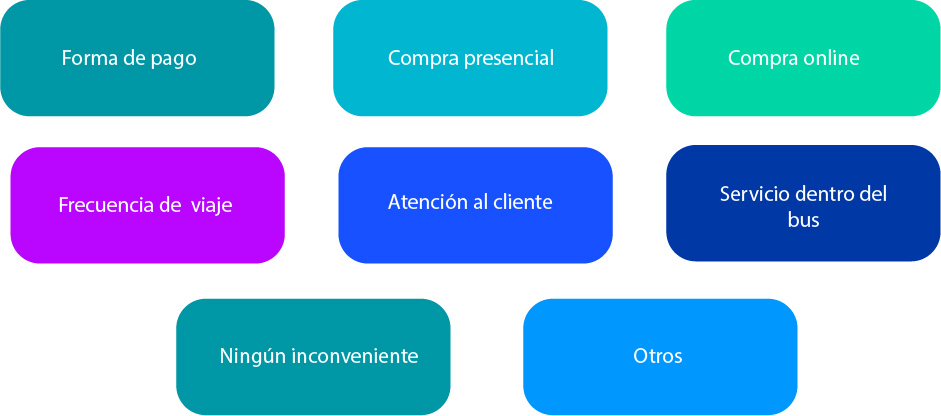 Forma de pago
Compra presencial
Compra online
Frecuencia de  viaje
Atención al cliente
Servicio dentro del
bus
Ningún inconveniente
Otros